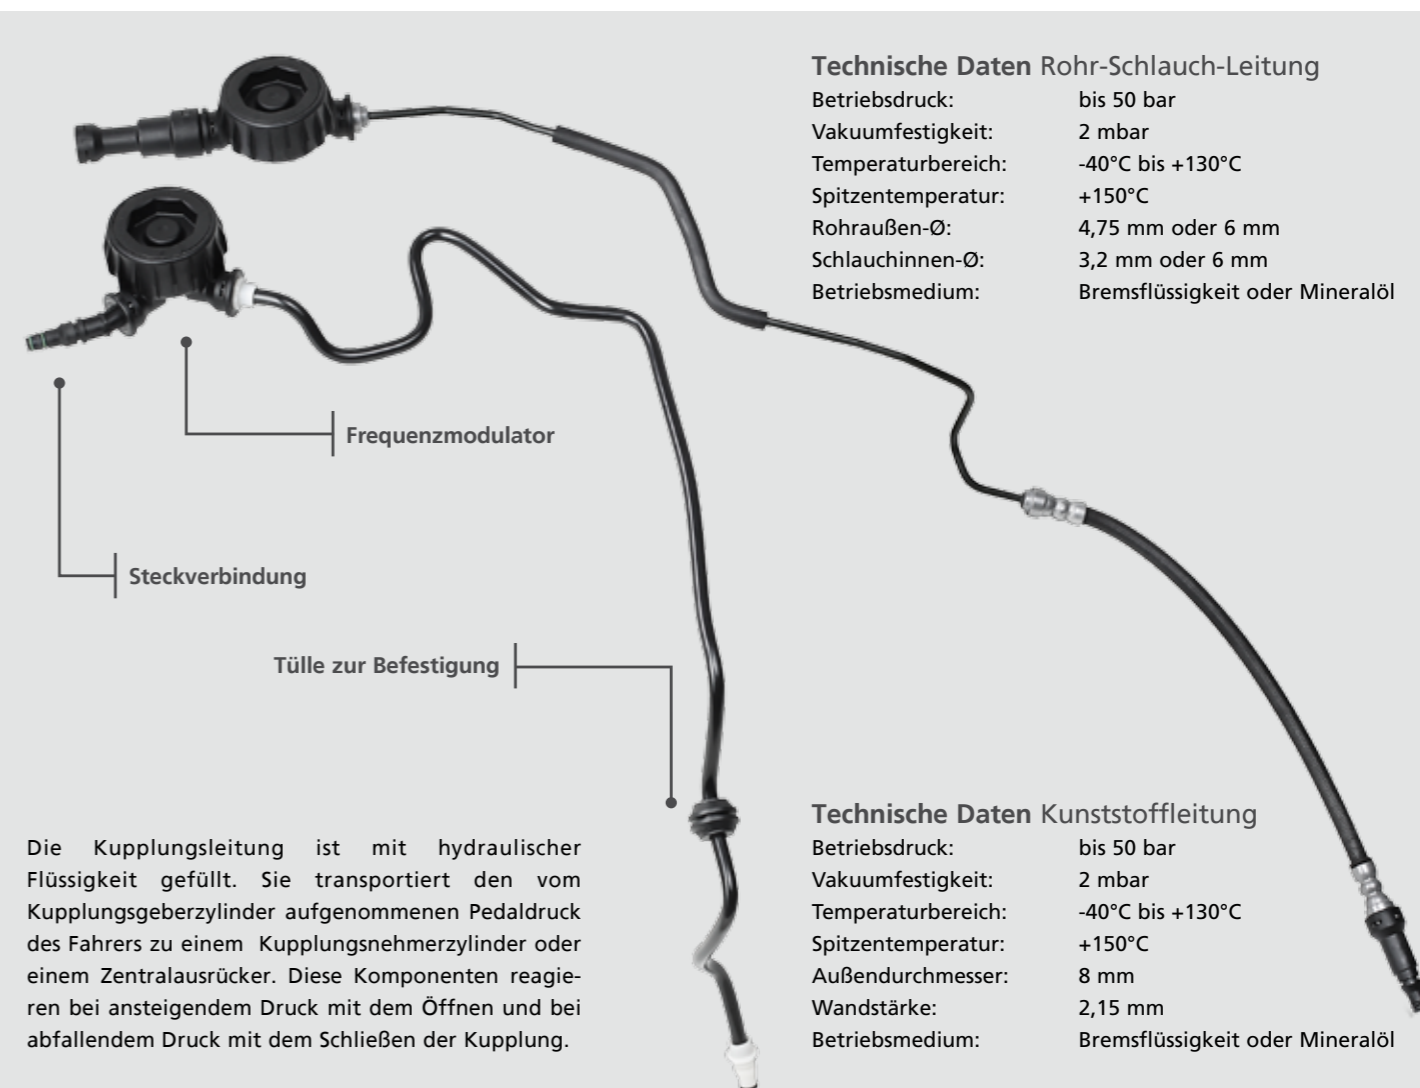 Technische Daten Rohr-Schlauch-Leitung
Betriebsdruck: bis 50 bar
Vakuumfestigkeit: 2 mbar
Temperaturbereich: -40°C bis +130°C
Spitzentemperatur: +150°C
Rohraußen-Ø: 4,75 mm oder 6 mm
Schlauchinnen-Ø: 3,2 mm oder 6 mm
Betriebsmedium: Bremsflüssigkeit oder Mineralöl
Frequenzmodulator
Steckverbindung
Tülle zur Befestigung
Die Kupplungsleitung ist mit hydraulischer
Flüssigkeit gefüllt. Sie transportiert den vom
Kupplungsgeberzylinder aufgenommenen Pedaldruck
des Fahrers zu einem Kupplungsnehmerzylinder oder
einem Zentralausrücker. Diese Komponenten reagie-
ren bei ansteigendem Druck mit dem Öffnen und bei
abfallendem Druck mit dem Schließen der Kupplung.
Technische Daten Kunststoffleitung
Betriebsdruck: bis 50 bar
Vakuumfestigkeit: 2 mbar
Temperaturbereich: -40°C bis +130°C
Spitzentemperatur: +150°C
Außendurchmesser: 8 mm
Wandstärke: 2,15 mm
Betriebsmedium: Bremsflüssigkeit oder Mineralöl